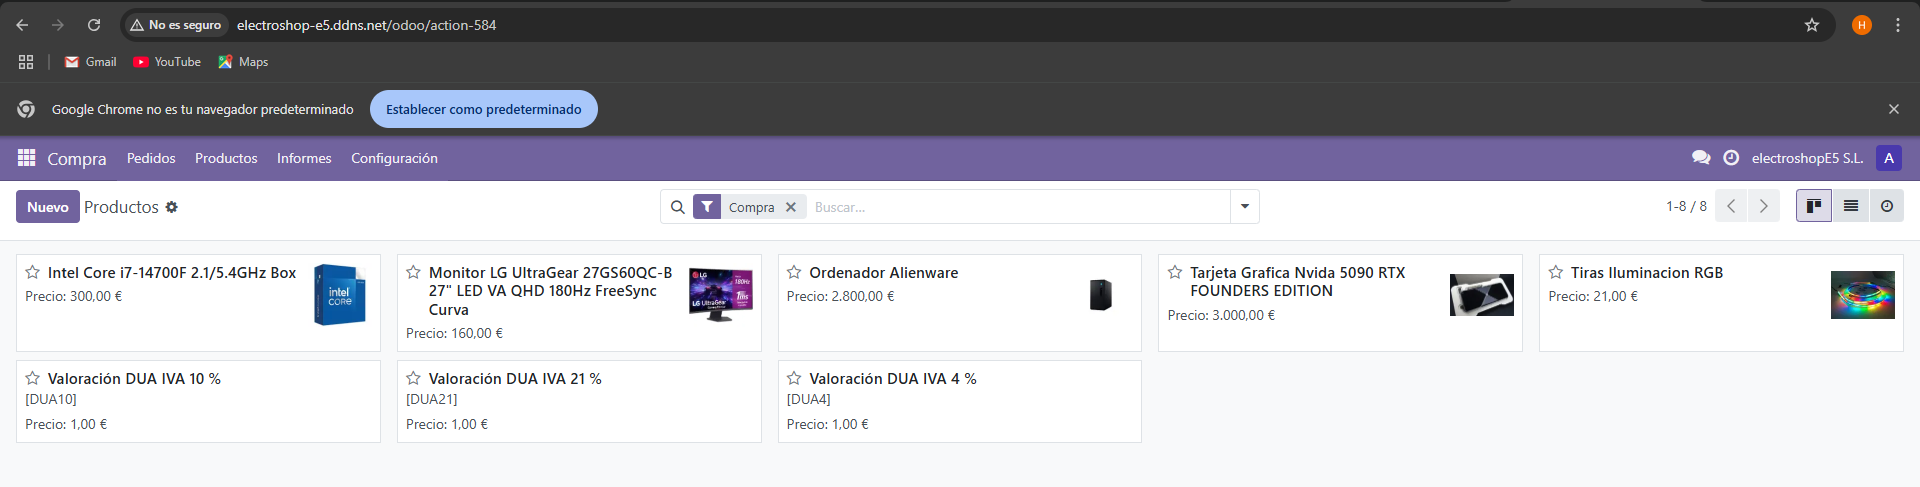 No es seguro electroshop-e5.ddns.net/odoo/action-584 H
Gmail YouTube Maps
Google Chrome no es tu navegador predeterminado Establecer como predeterminado
Compra Pedidos Productos Informes Configuración electroshopE5 S.L. A
Nuevo Productos Compra Buscar... 1-8 / 8
Intel Core i7-14700F 2.1/5.4GHz Box
Precio: 300,00 €
intel
CORE
Monitor LG UltraGear 27GS60QC-B
27" LED VA QHD 180Hz FreeSync
Curva
Precio: 160,00 €
LG
180Hz
1ms
LG UltraGear
Ordenador Alienware
Precio: 2.800,00 €
Tarjeta Grafica Nvida 5090 RTX
FOUNDERS EDITION
Precio: 3.000,00 €
Tiras Iluminacion RGB
Precio: 21,00 €
Valoración DUA IVA 10 %
[DUA10]
Precio: 1,00 €
Valoración DUA IVA 21 %
[DUA21]
Precio: 1,00 €
Valoración DUA IVA 4 %
[DUA4]
Precio: 1,00 €